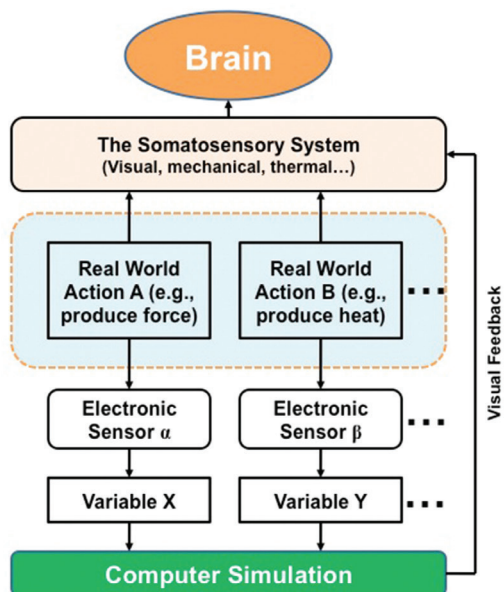 Brain
The Somatosensory System
(Visual, mechanical, thermal...)
Real World
Action A (e.g.,
produce force)
Real World
Action B (e.g.,
produce heat)
...
Electronic
Sensor α
Electronic
Sensor β
...
Variable X
Variable Y
...
Computer Simulation
Visual Feedback